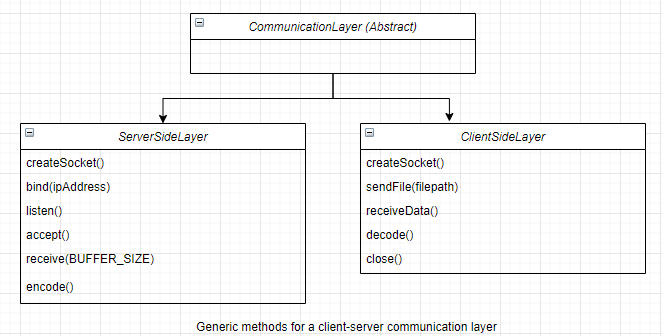 CommunicationLayer (Abstract)
ServerSideLayer
createSocket()
bind(ipAddress)
listen()
accept()
receive(BUFFER_SIZE)
encode()
ClientSideLayer
createSocket()
sendFile(filepath)
receiveData()
decode()
close()
Generic methods for a client-server communication layer